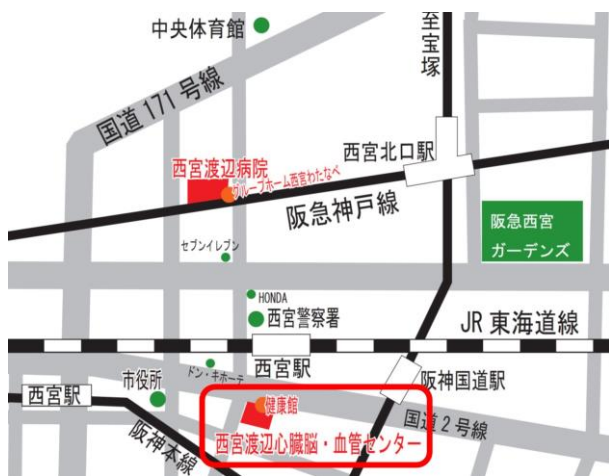 中央体育館
至宝塚
国道171号線
西宮北口駅
西宮渡辺病院
グループホーム西宮わたなべ
阪急神戸線
阪急西宮
ガーデンズ
セブンイレブン
HONDA
西宮警察署
JR東海道線
ドン・キホーテ
西宮駅
阪神国道駅
市役所
西宮駅
健康館
国道2号線
阪神本線
西宮渡辺心臓脳・血管センター